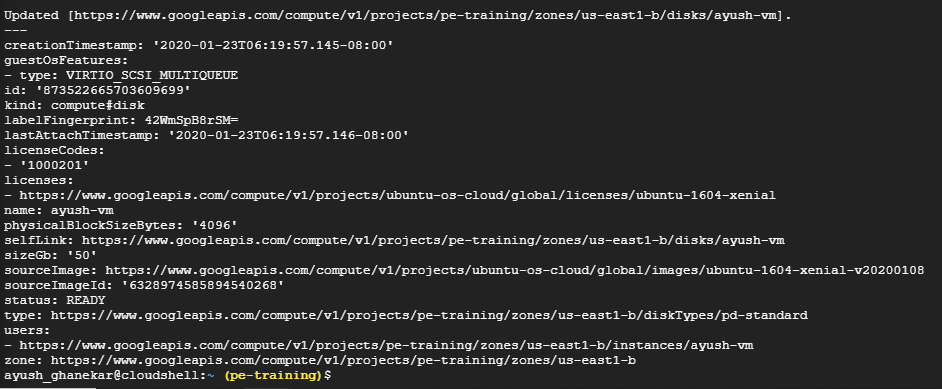 Updated [https://www.googleapis.com/compute/v1/projects/pe-training/zones/us-east1-b/disks/ayush-vm].
---
creationTimestamp: '2020-01-23T06:19:57.145-08:00'
guestOsFeatures:
- type: VIRTIO_SCSI_MULTIQUEUE
id: '873522665703609699'
kind: compute#disk
labelFingerprint: 42WmSpB8rSM=
lastAttachTimestamp: '2020-01-23T06:19:57.146-08:00'
licenseCodes:
- '1000201'
licenses:
- https://www.googleapis.com/compute/v1/projects/ubuntu-os-cloud/global/licenses/ubuntu-1604-xenial
name: ayush-vm
physicalBlockSizeBytes: '4096'
selfLink: https://www.googleapis.com/compute/v1/projects/pe-training/zones/us-east1-b/disks/ayush-vm
sizeGb: '50'
sourceImage: https://www.googleapis.com/compute/v1/projects/ubuntu-os-cloud/global/images/ubuntu-1604-xenial-v20200108
sourceImageId: '6328974585894540268'
status: READY
type: https://www.googleapis.com/compute/v1/projects/pe-training/zones/us-east1-b/diskTypes/pd-standard
users:
- https://www.googleapis.com/compute/v1/projects/pe-training/zones/us-east1-b/instances/ayush-vm
zone: https://www.googleapis.com/compute/v1/projects/pe-training/zones/us-east1-b
ayush_ghanekar@cloudshell:~ (pe-training)$